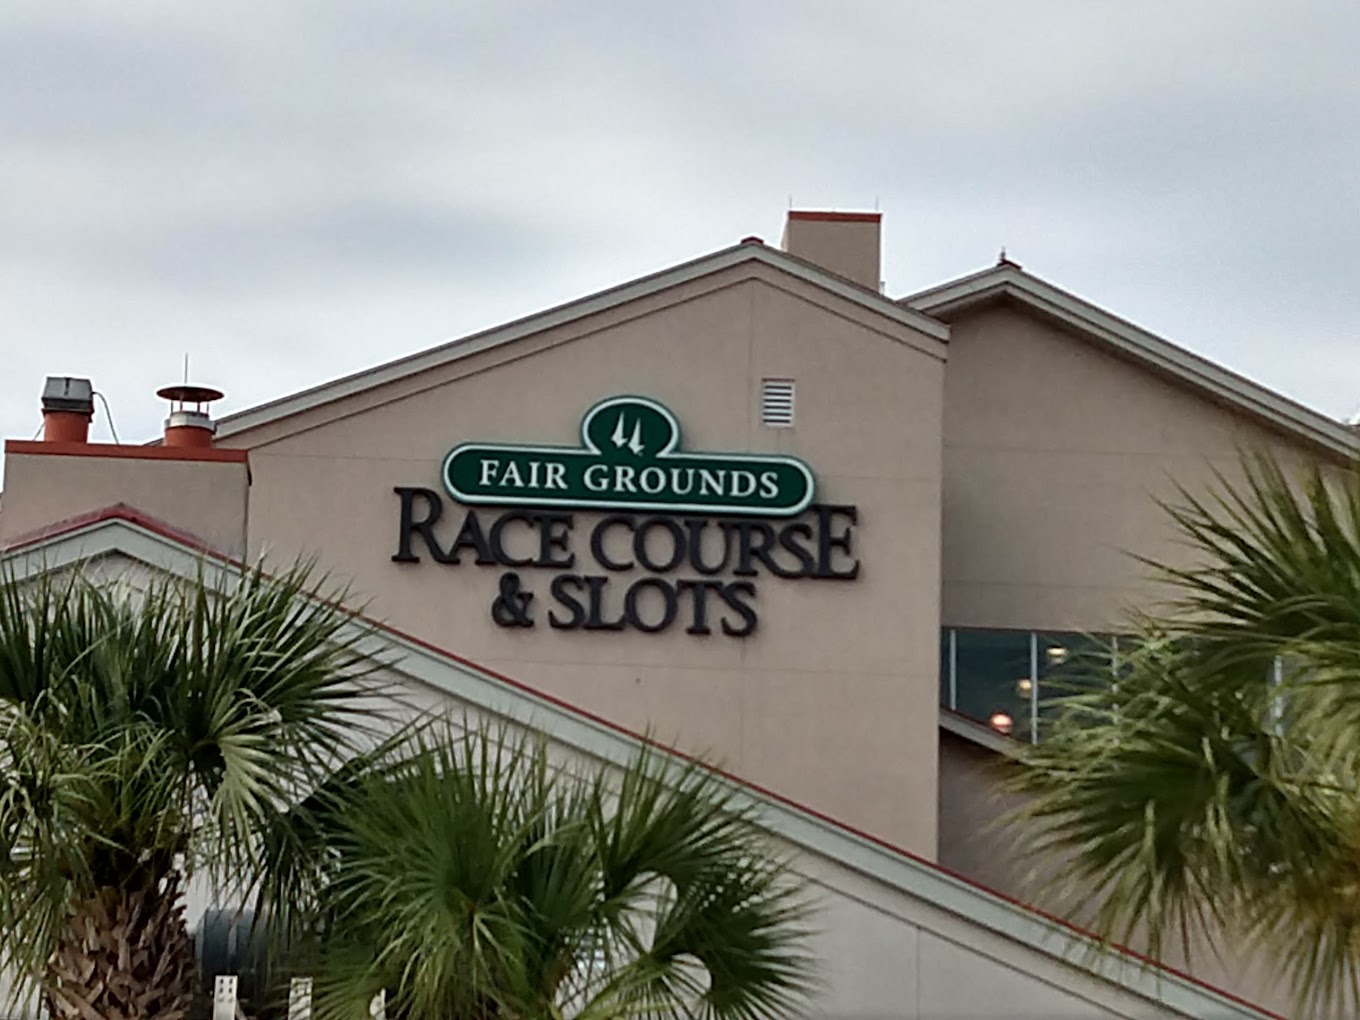 FAIR GROUNDS
RACE COURSE
& SLOTS